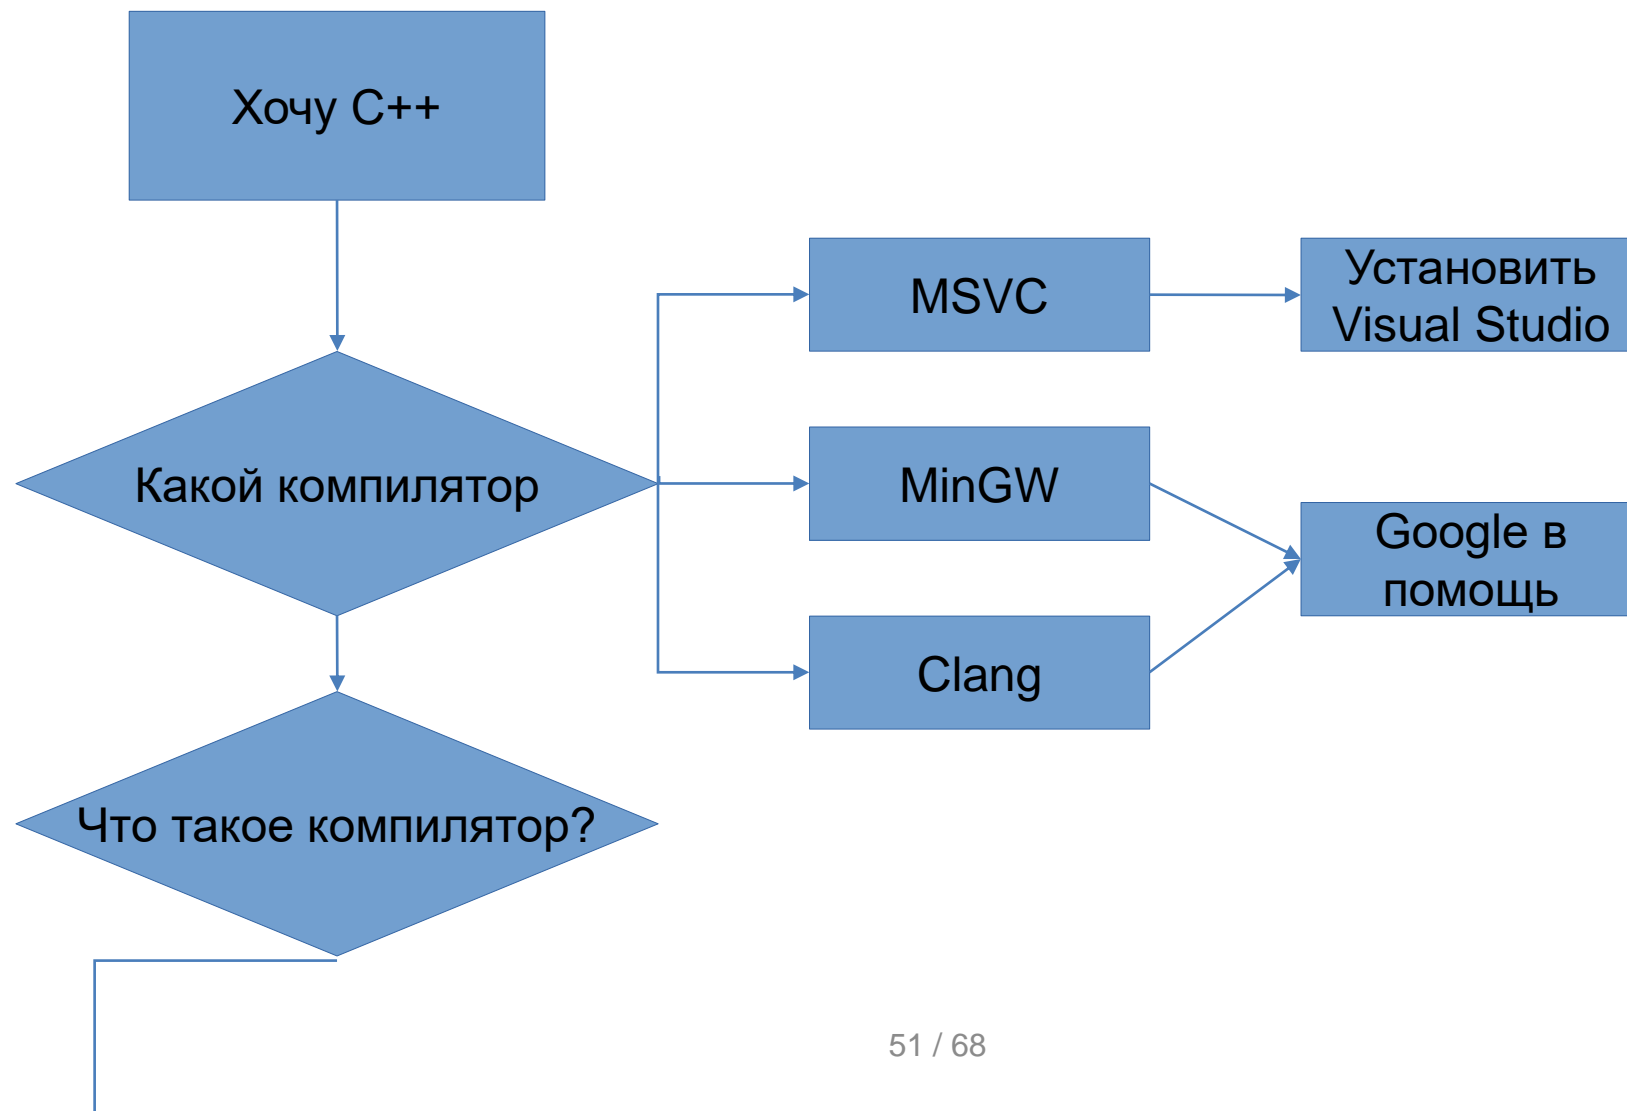 Хочу C++
MSVC
Установить
Visual Studio
Какой компилятор
MinGW
Google в
помощь
Clang
Что такое компилятор?
51 / 68